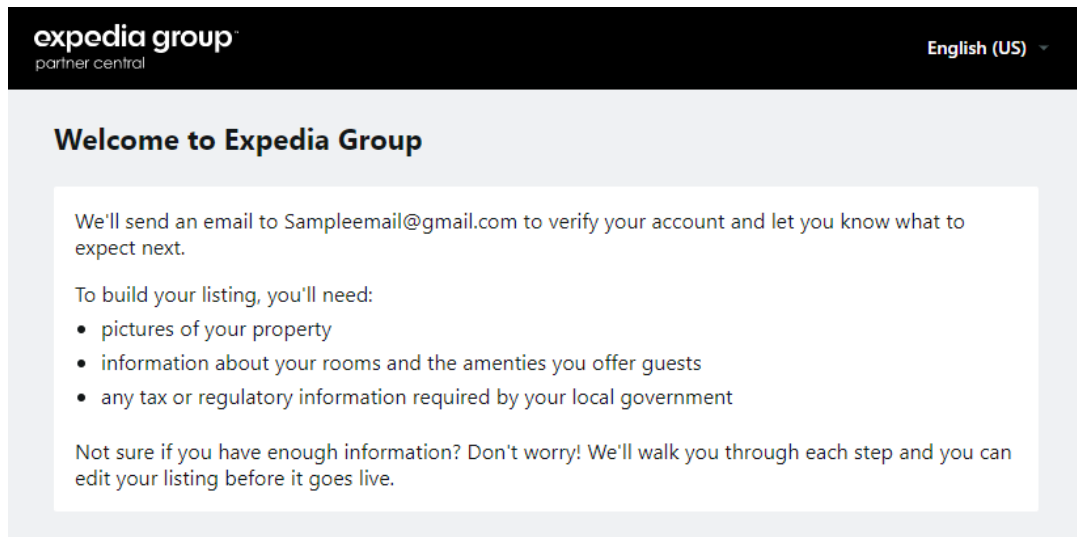 expedia group™
partner central
English (US)
Welcome to Expedia Group
We'll send an email to Sampleemail@gmail.com to verify your account and let you know what to
expect next.
To build your listing, you'll need:
• pictures of your property
• information about your rooms and the amenties you offer guests
• any tax or regulatory information required by your local government
Not sure if you have enough information? Don't worry! We'll walk you through each step and you can
edit your listing before it goes live.